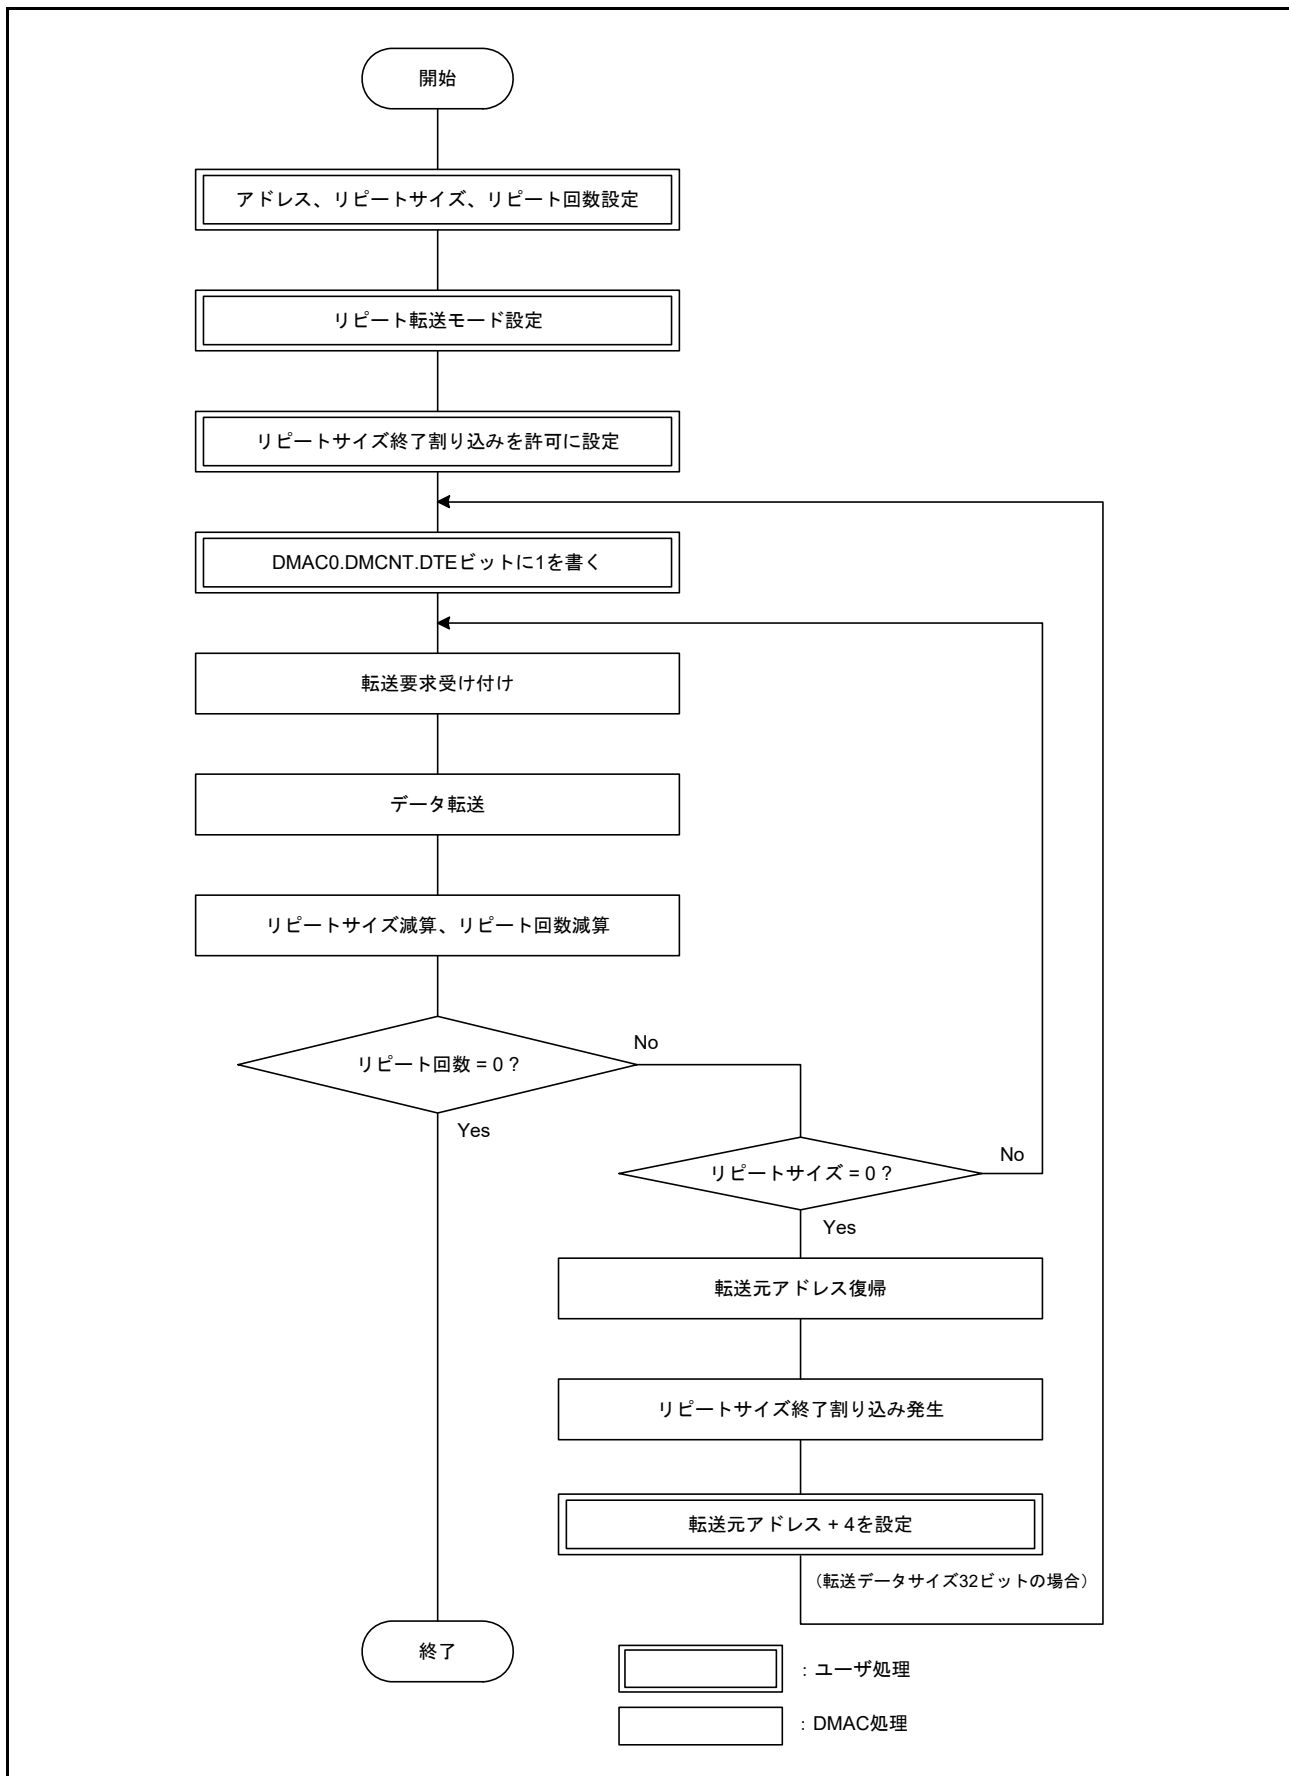 開始
アドレス、リピートサイズ、リピート回数設定
リピート転送モード設定
リピートサイズ終了割り込みを許可に設定
DMAC0.DMCNT.DTEビットに1を書く
転送要求受け付け
データ転送
リピートサイズ減算、リピート回数減算
リピート回数 = 0 ?
No
Yes
リピートサイズ = 0 ?
No
Yes
転送元アドレス復帰
リピートサイズ終了割り込み発生
転送元アドレス + 4を設定
（転送データサイズ32ビットの場合）
終了
：ユーザ処理
：DMAC処理